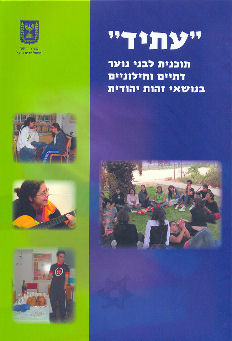 "עתיד"
תוכנית לבני נוער
דתיים וחילוניים
בנושאי זהות יהודית